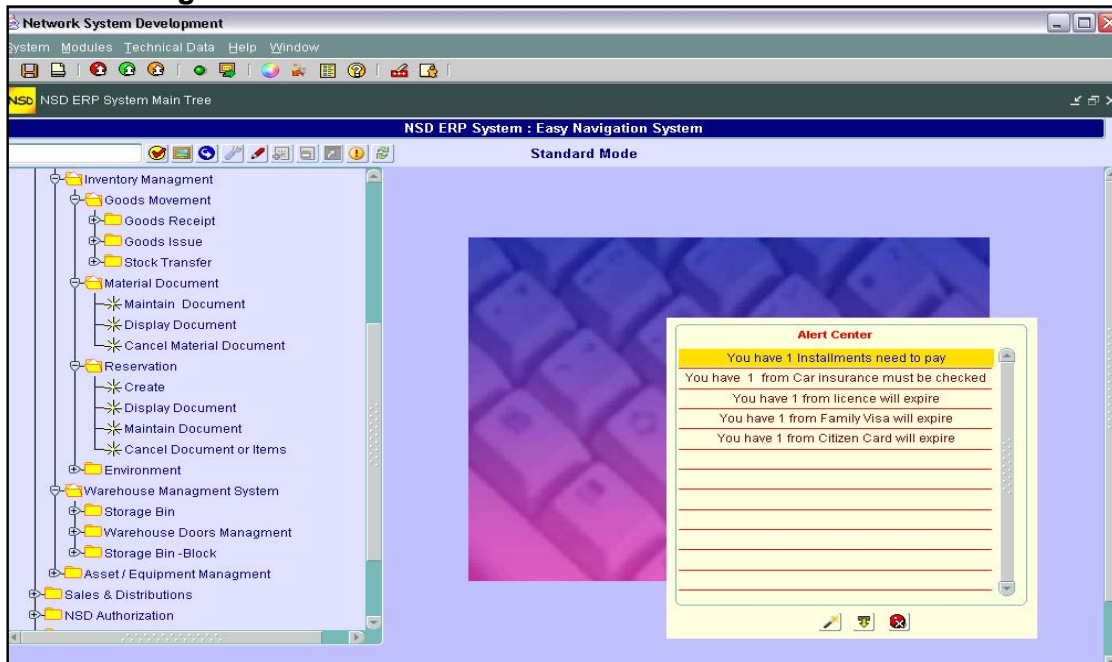 Network System Development
System Modules Technical Data Help Window
NSD NSD ERP System Main Tree
NSD ERP System : Easy Navigation System
Standard Mode
Inventory Managment
Goods Movement
Goods Receipt
Goods Issue
Stock Transfer
Material Document
Maintain Document
Display Document
Cancel Material Document
Reservation
Create
Display Document
Maintain Document
Cancel Document or Items
Environment
Warehouse Managment System
Storage Bin
Warehouse Doors Managment
Storage Bin -Block
Asset / Equipment Managment
Sales & Distributions
NSD Authorization
Alert Center
You have 1 Installments need to pay
You have 1 from Car insurance must be checked
You have 1 from licence will expire
You have 1 from Family Visa will expire
You have 1 from Citizen Card will expire